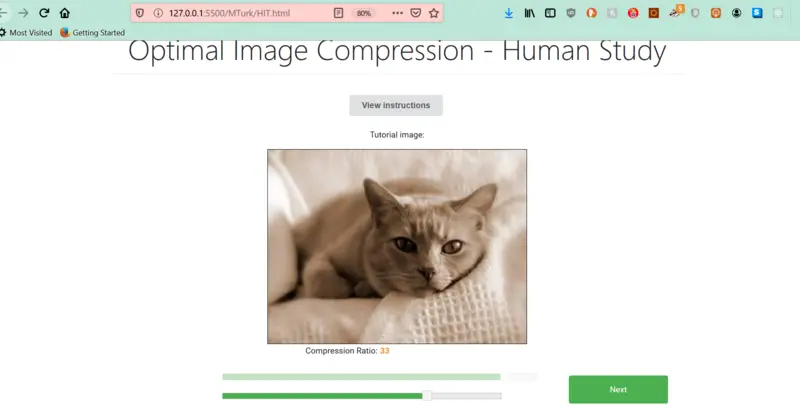 127.0.0.1:5500/MTurk/HIT.html
80%
5
Most Visited
Getting Started
Optimal Image Compression - Human Study
View instructions
Tutorial image:
Compression Ratio: 33
Next